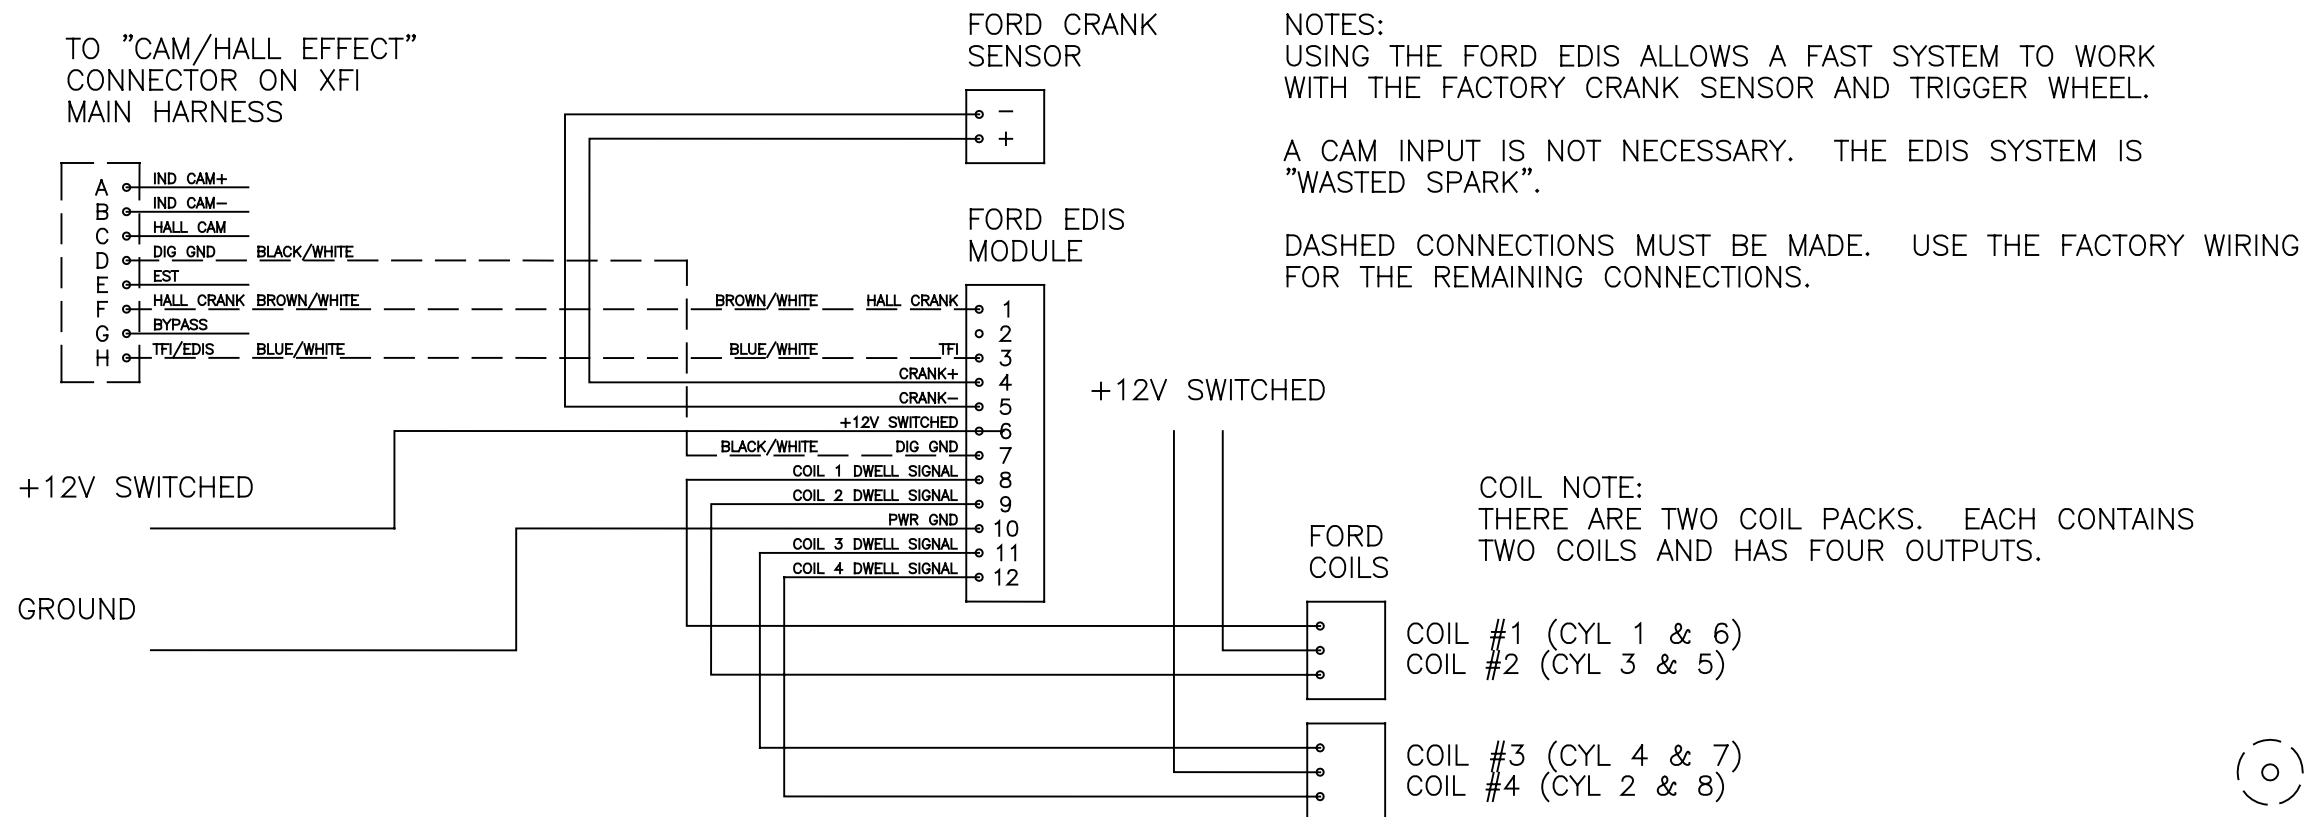 TO "CAM/HALL EFFECT"
CONNECTOR ON XFI
MAIN HARNESS
A IND CAM+
B IND CAM-
C HALL CAM
D DIG GND BLACK/WHITE
E EST
F HALL CRANK BROWN/WHITE
G BYPASS
H TFI/EDIS BLUE/WHITE
+12V SWITCHED
GROUND
FORD CRANK
SENSOR
-
+
FORD EDIS
MODULE
BROWN/WHITE HALL CRANK 1
2
BLUE/WHITE TFI 3
CRANK+ 4
CRANK- 5
+12V SWITCHED 6
BLACK/WHITE DIG GND 7
COIL 1 DWELL SIGNAL 8
COIL 2 DWELL SIGNAL 9
PWR GND 10
COIL 3 DWELL SIGNAL 11
COIL 4 DWELL SIGNAL 12
NOTES:
USING THE FORD EDIS ALLOWS A FAST SYSTEM TO WORK
WITH THE FACTORY CRANK SENSOR AND TRIGGER WHEEL.
A CAM INPUT IS NOT NECESSARY. THE EDIS SYSTEM IS
"WASTED SPARK".
DASHED CONNECTIONS MUST BE MADE. USE THE FACTORY WIRING
FOR THE REMAINING CONNECTIONS.
+12V SWITCHED
COIL NOTE:
THERE ARE TWO COIL PACKS. EACH CONTAINS
TWO COILS AND HAS FOUR OUTPUTS.
FORD
COILS
COIL #1 (CYL 1 & 6)
COIL #2 (CYL 3 & 5)
COIL #3 (CYL 4 & 7)
COIL #4 (CYL 2 & 8)